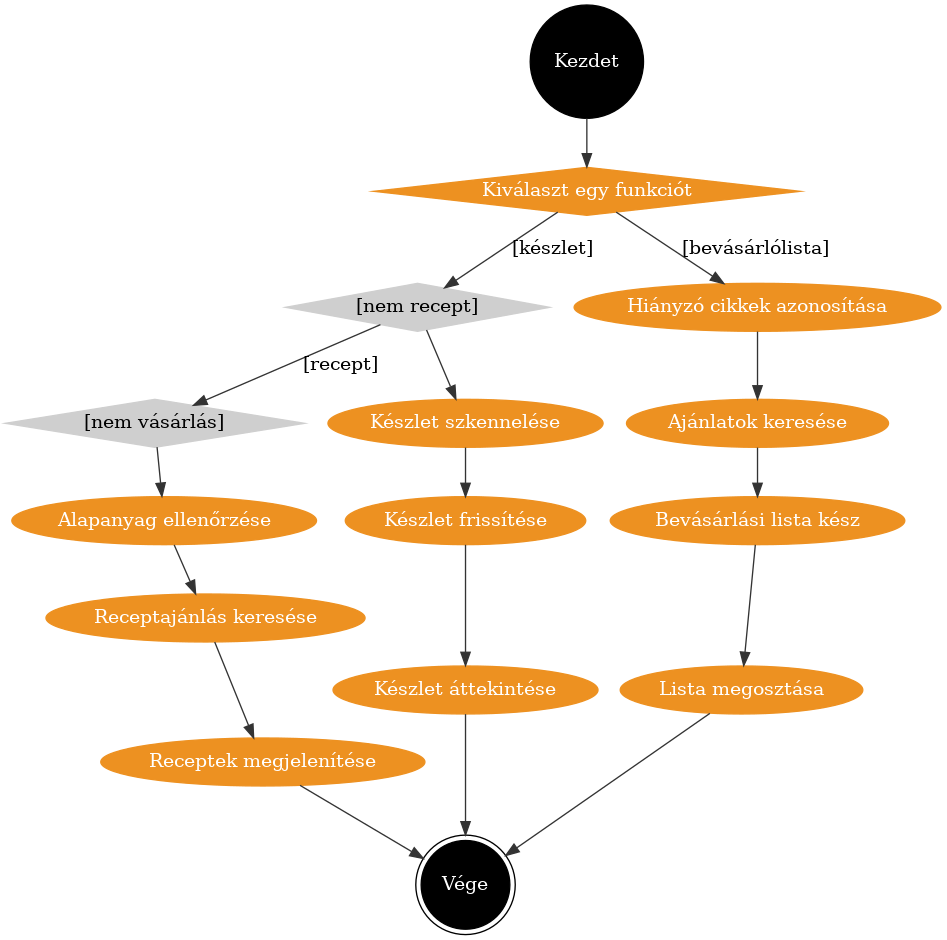 Kezdet
Kiválaszt egy funkciót
[készlet]
[bevásárlólista]
[nem recept]
Hiányzó cikkek azonosítása
[recept]
[nem vásárlás]
Készlet szkennelése
Ajánlatok keresése
Alapanyag ellenőrzése
Készlet frissítése
Bevásárlási lista kész
Receptajánlás keresése
Készlet áttekintése
Lista megosztása
Receptek megjelenítése
Vége